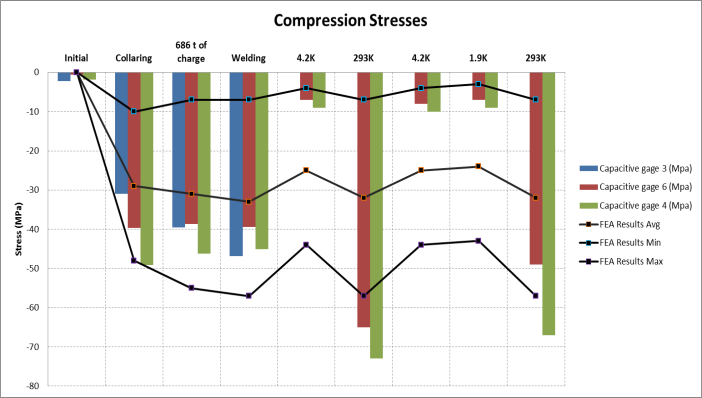 Compression Stresses
Initial Collaring 686 t of charge Welding 4.2K 293K 4.2K 1.9K 293K
0
-10
-20
-30
-40
-50
-60
-70
-80
Stress (MPa)
Capacitive gage 3 (Mpa)
Capacitive gage 6 (Mpa)
Capacitive gage 4 (Mpa)
FEA Results Avg
FEA Results Min
FEA Results Max